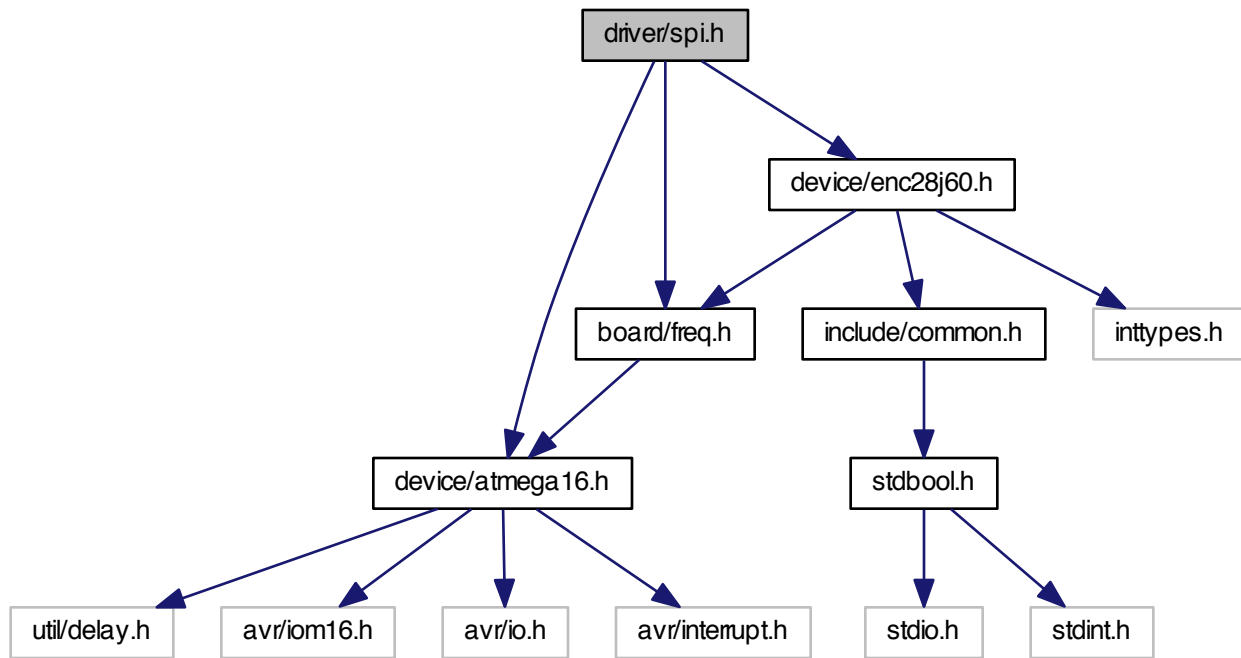 driver/spi.h
device/enc28j60.h
board/freq.h
include/common.h
inttypes.h
device/atmega16.h
stdbool.h
util/delay.h
avr/iom16.h
avr/io.h
avr/interrupt.h
stdio.h
stdint.h